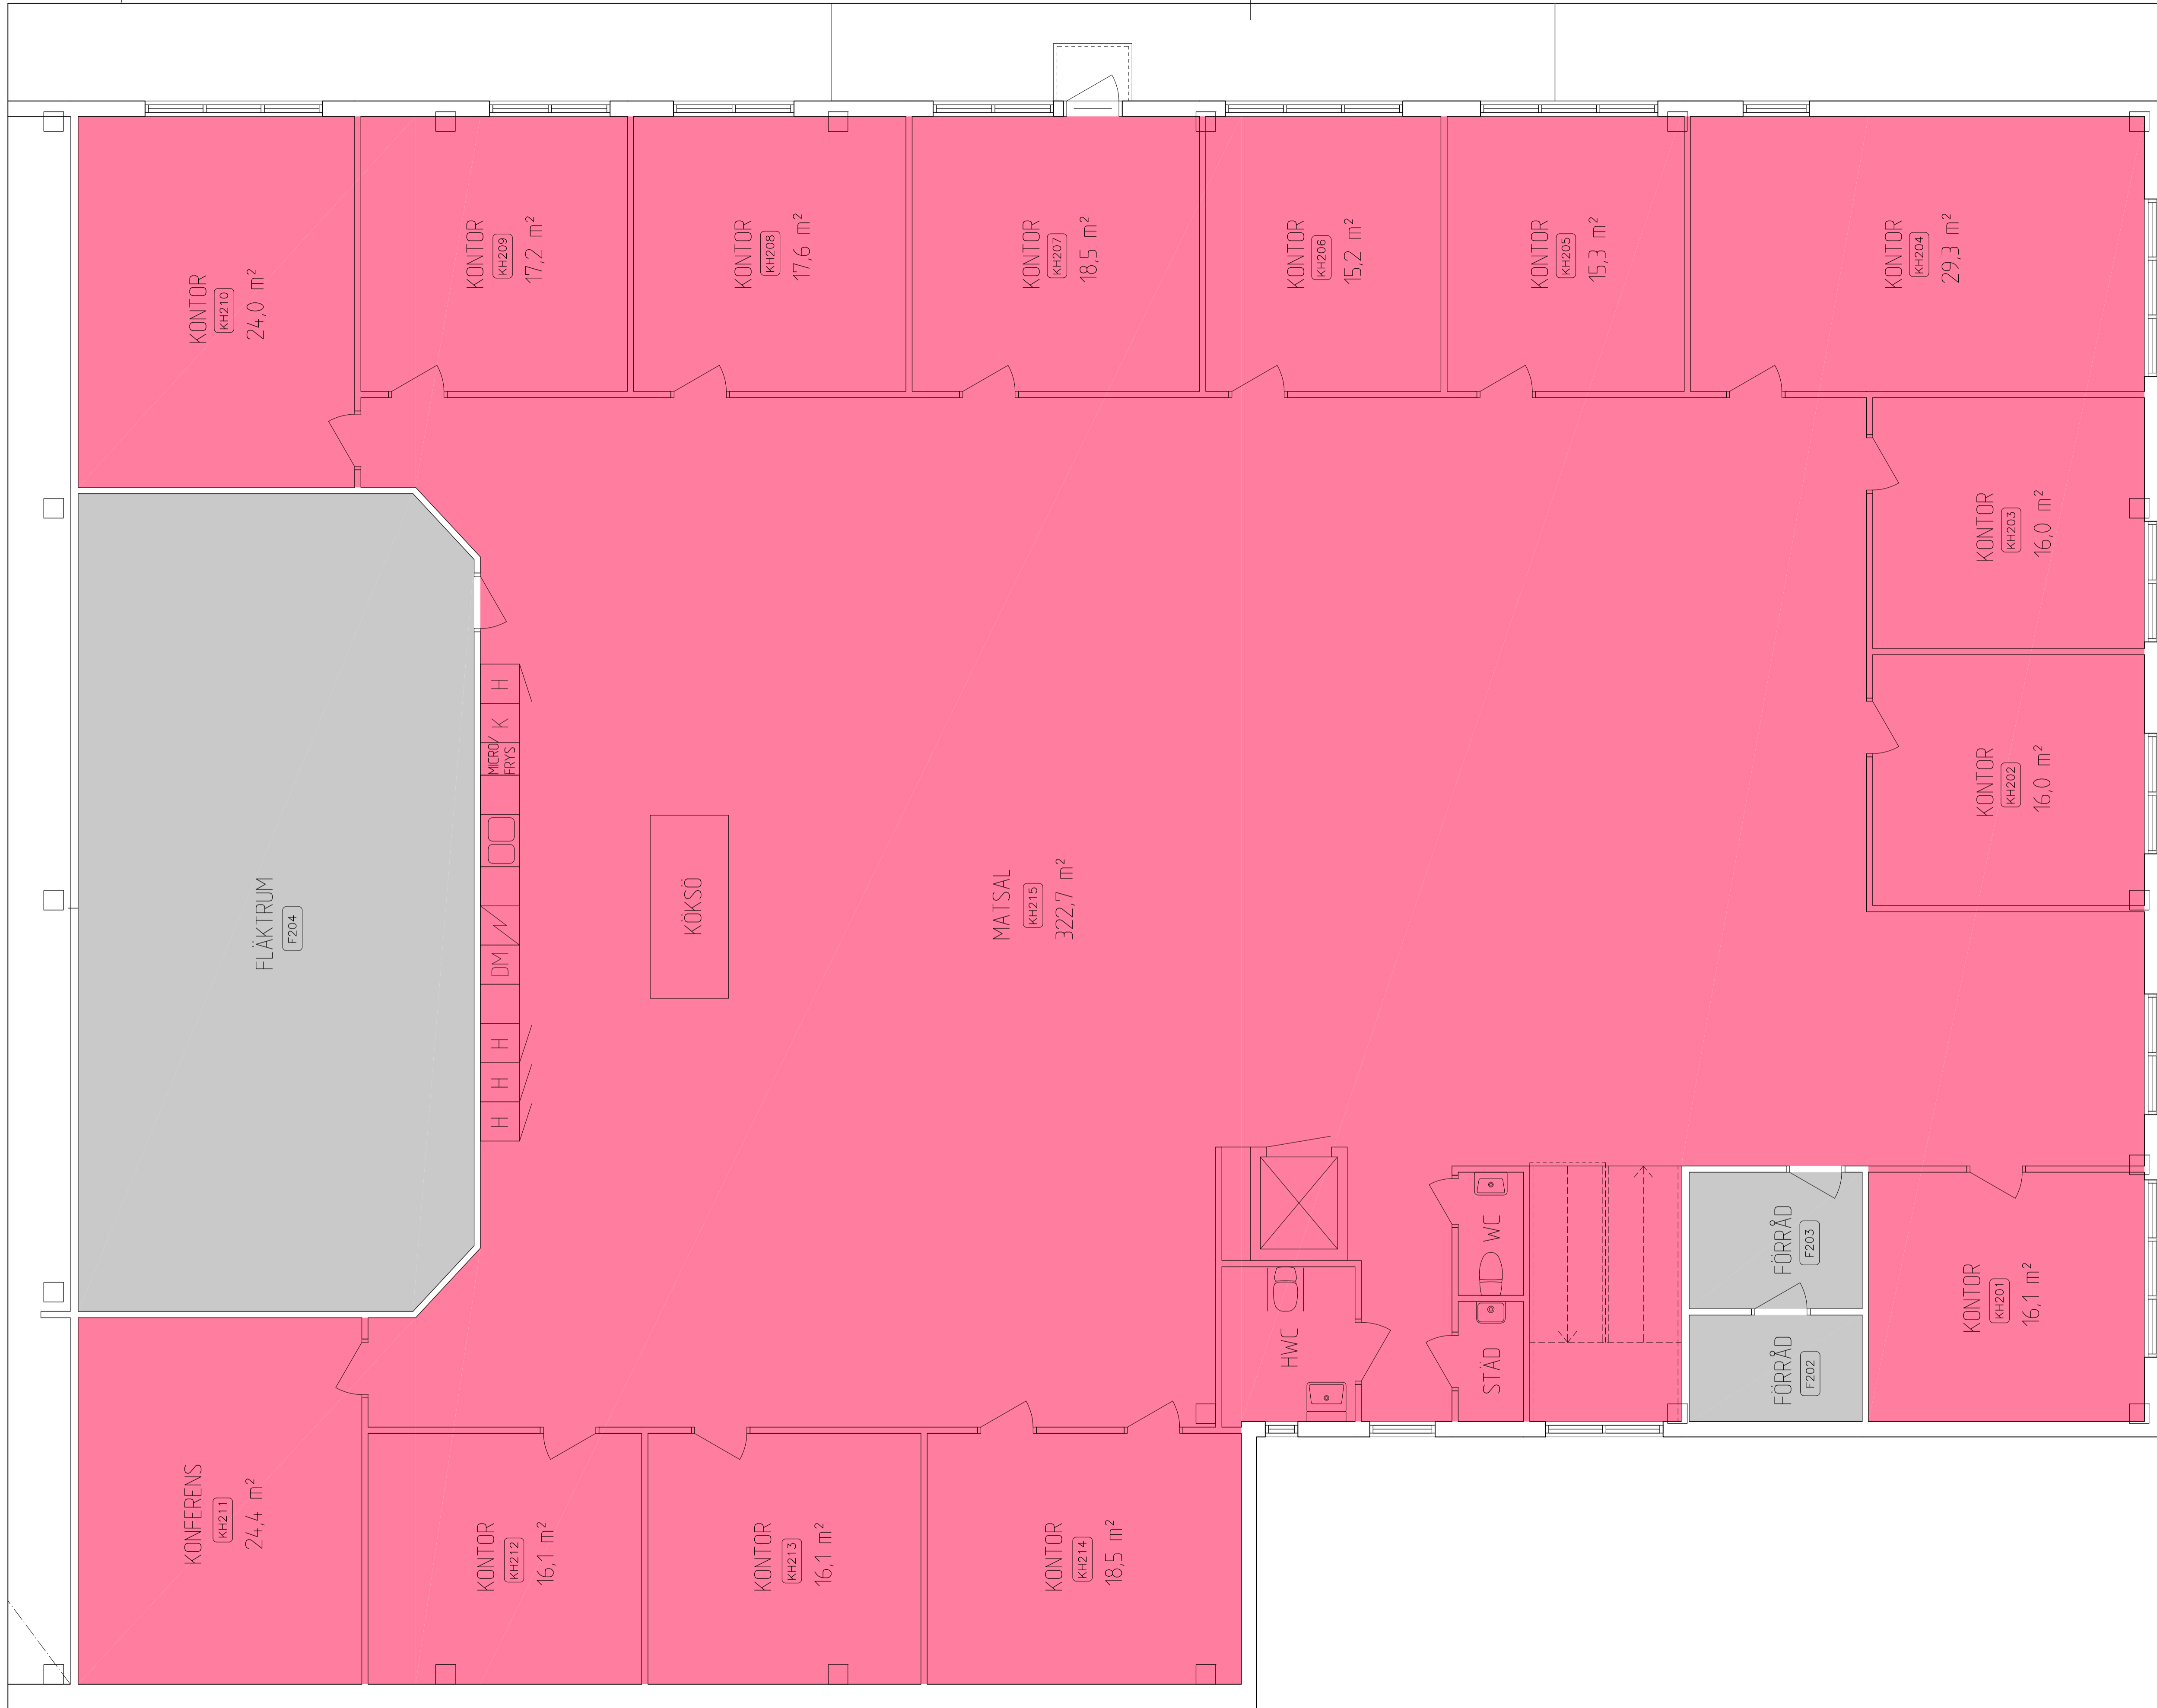 KONTOR
KH210
24,0 m²
KONTOR
KH209
17,2 m²
KONTOR
KH208
17,6 m²
KONTOR
KH207
18,5 m²
KONTOR
KH206
15,2 m²
KONTOR
KH205
15,3 m²
KONTOR
KH204
29,3 m²
KONTOR
KH203
16,0 m²
KONTOR
KH202
16,0 m²
FLÄKTRUM
F204
H
K
MICRO/
FRYS
DM
H
H
H
KÖKSÖ
MATSAL
KH215
322,7 m²
HWC
WC
STÄD
FÖRRÅD
F203
FÖRRÅD
F202
KONTOR
KH201
16,1 m²
KONFERENS
KH211
24,4 m²
KONTOR
KH212
16,1 m²
KONTOR
KH213
16,1 m²
KONTOR
KH214
18,5 m²